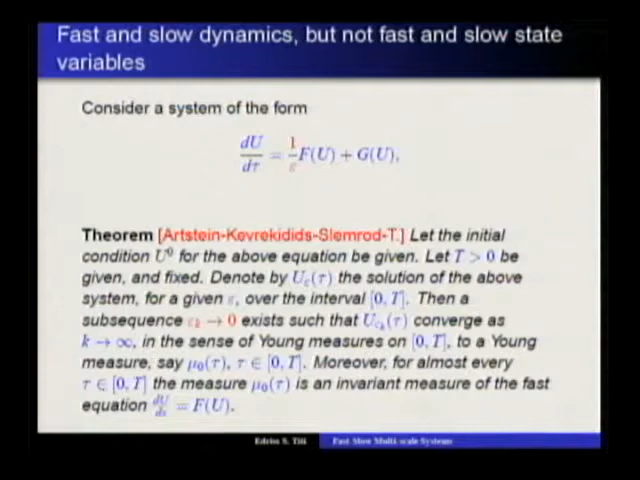 Fast and slow dynamics, but not fast and slow state
variables
Consider a system of the form
dU/dτ = 1/ε F(U) + G(U),
Theorem [Artstein-Kevrekidids-Slemrod-T.] Let the initial
condition U⁰ for the above equation be given. Let T > 0 be
given, and fixed. Denote by Uε(τ) the solution of the above
system, for a given ε, over the interval [0, T]. Then a
subsequence εₖ → 0 exists such that Uεₖ(τ) converge as
k → ∞, in the sense of Young measures on [0, T], to a Young
measure, say μ₀(τ), τ ∈ [0, T]. Moreover, for almost every
τ ∈ [0, T] the measure μ₀(τ) is an invariant measure of the fast
equation dU/ds = F(U).
Edriss S. Titi Fast Slow Multi-scale Systems